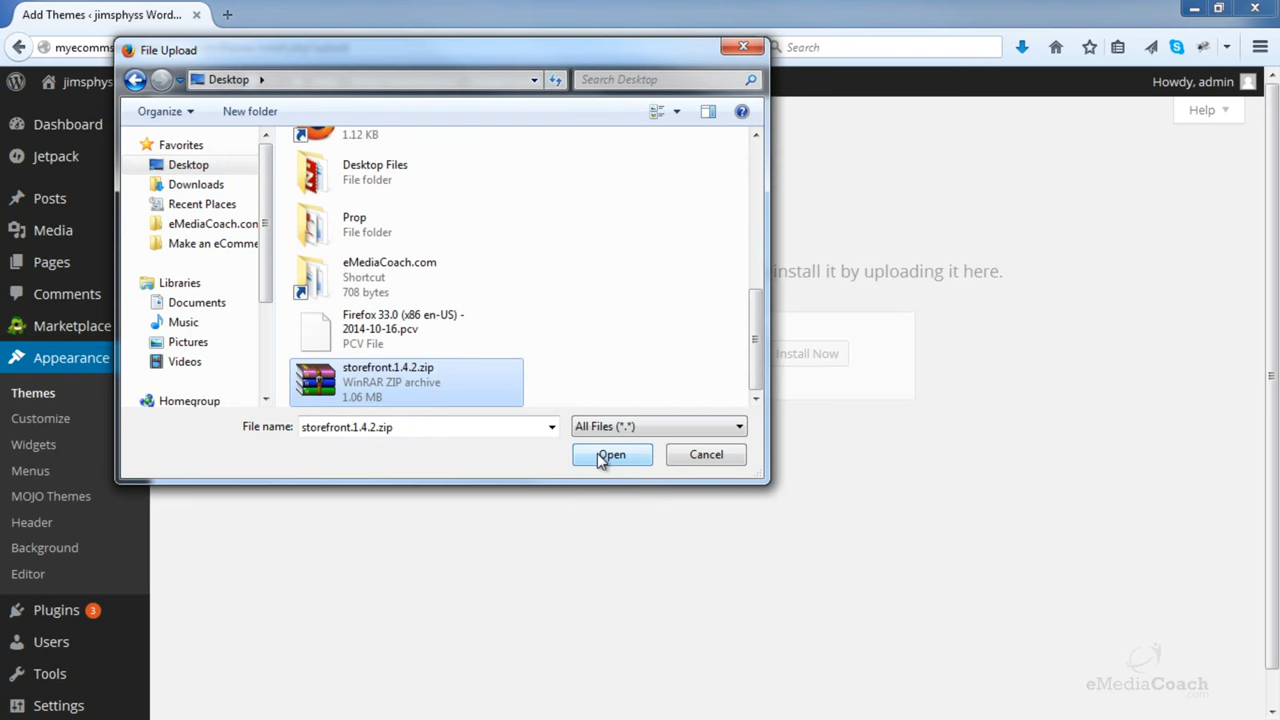 Add Themes ‹ jimsphyss Word...
myecomms
Search
File Upload
Desktop
Search Desktop
jimsphyss
Howdy, admin
Organize
New folder
Help
Dashboard
Jetpack
Posts
Media
Pages
Comments
Marketplace
Appearance
Themes
Customize
Widgets
Menus
MOJO Themes
Header
Background
Editor
Plugins 3
Users
Tools
Settings
Favorites
Desktop
Downloads
Recent Places
eMediaCoach.con
Make an eComme
Libraries
Documents
Music
Pictures
Videos
Homegroup
1.12 KB
Desktop Files
File folder
Prop
File folder
eMediaCoach.com
Shortcut
708 bytes
Firefox 33.0 (x86 en-US) -
2014-10-16.pcv
PCV File
storefront.1.4.2.zip
WinRAR ZIP archive
1.06 MB
File name: storefront.1.4.2.zip
All Files (*.*)
Open
Cancel
install it by uploading it here.
Install Now
eMediaCoach
.com